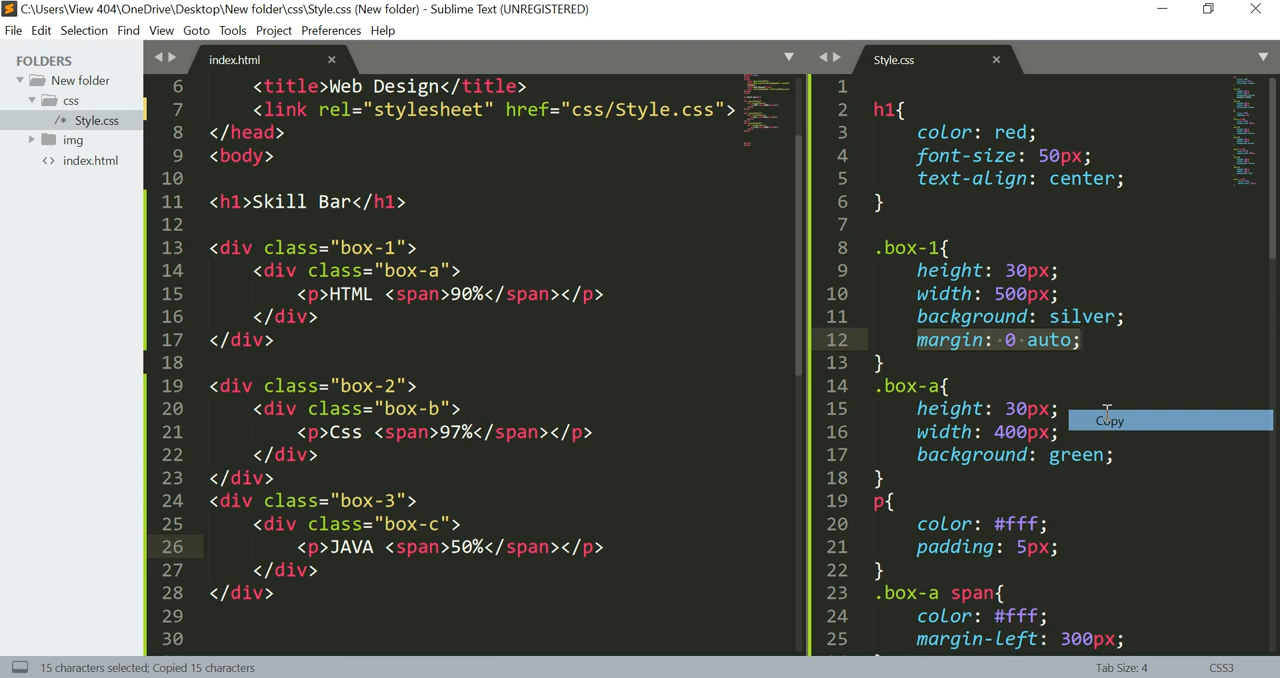 C:\Users\View 404\OneDrive\Desktop\New folder\css\Style.css (New folder) - Sublime Text (UNREGISTERED)
File Edit Selection Find View Goto Tools Project Preferences Help
FOLDERS
New folder
css
/* Style.css
img
<> index.html
index.html
6 <title>Web Design</title>
7 <link rel="stylesheet" href="css/Style.css">
8 </head>
9 <body>
10
11 <h1>Skill Bar</h1>
12
13 <div class="box-1">
14 <div class="box-a">
15 <p>HTML <span>90%</span></p>
16 </div>
17 </div>
18
19 <div class="box-2">
20 <div class="box-b">
21 <p>Css <span>97%</span></p>
22 </div>
23 </div>
24 <div class="box-3">
25 <div class="box-c">
26 <p>JAVA <span>50%</span></p>
27 </div>
28 </div>
29
30
Style.css
1
2 h1{
3 color: red;
4 font-size: 50px;
5 text-align: center;
6 }
7
8 .box-1{
9 height: 30px;
10 width: 500px;
11 background: silver;
12 margin: 0 auto;
13 }
14 .box-a{
15 height: 30px;
16 width: 400px;
17 background: green;
18 }
19 p{
20 color: #fff;
21 padding: 5px;
22 }
23 .box-a span{
24 color: #fff;
25 margin-left: 300px;
Copy
15 characters selected; Copied 15 characters
Tab Size: 4
CSS3